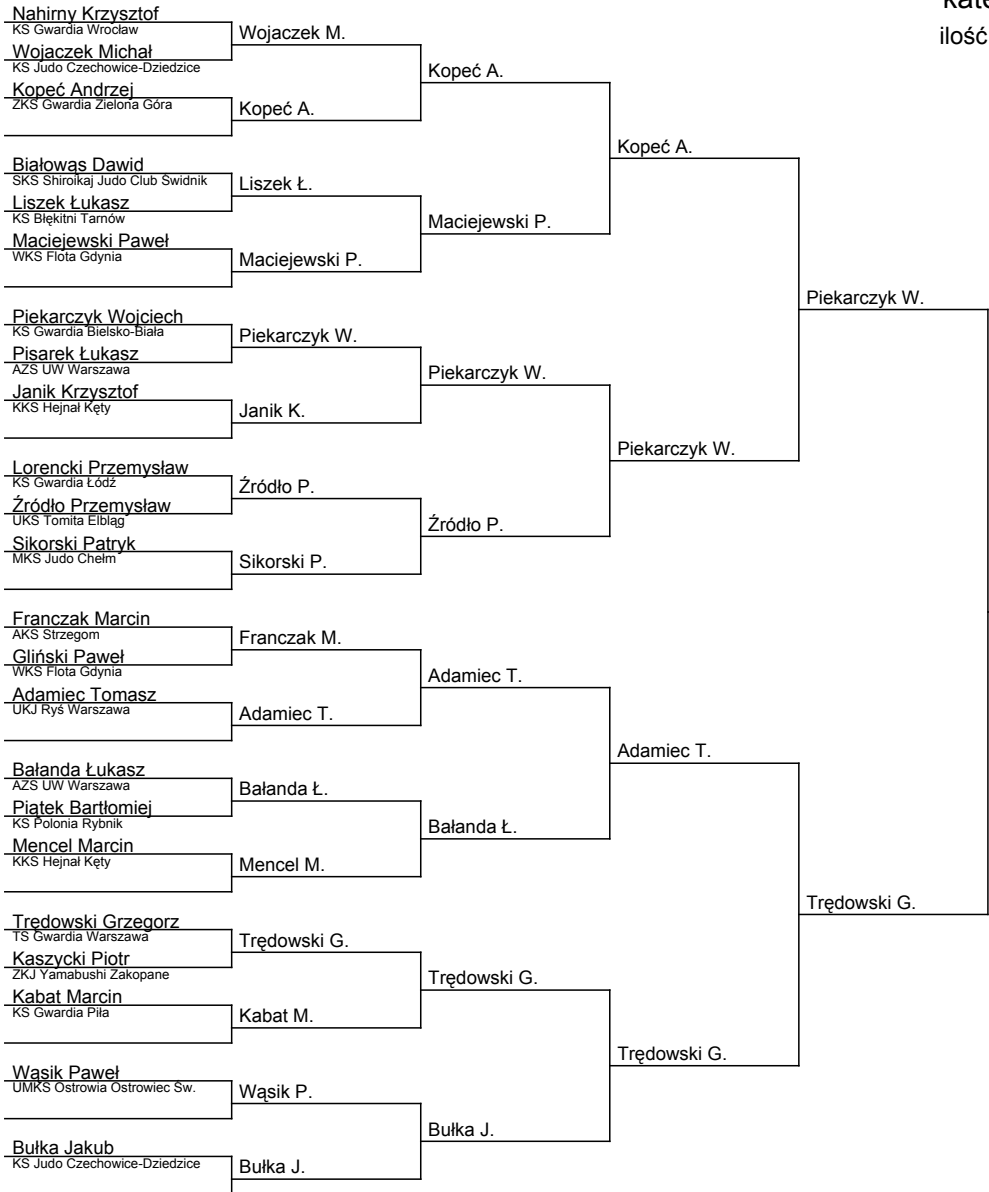 kate
ilość
Nahirny Krzysztof
KS Gwardia Wrocław
Wojaczek Michał
KS Judo Czechowice-Dziedzice
Kopeć Andrzej
ZKS Gwardia Zielona Góra
Białowąs Dawid
SKS Shiroikaj Judo Club Świdnik
Liszek Łukasz
KS Błękitni Tarnów
Maciejewski Paweł
WKS Flota Gdynia
Piekarczyk Wojciech
KS Gwardia Bielsko-Biała
Pisarek Łukasz
AZS UW Warszawa
Janik Krzysztof
KKS Hejnał Kęty
Lorencki Przemysław
KS Gwardia Łódź
Źródło Przemysław
UKS Tomita Elbląg
Sikorski Patryk
MKS Judo Chełm
Franczak Marcin
AKS Strzegom
Gliński Paweł
WKS Flota Gdynia
Adamiec Tomasz
UKJ Ryś Warszawa
Bałanda Łukasz
AZS UW Warszawa
Piątek Bartłomiej
KS Polonia Rybnik
Mencel Marcin
KKS Hejnał Kęty
Trędowski Grzegorz
TS Gwardia Warszawa
Kaszycki Piotr
ZKJ Yamabushi Zakopane
Kabat Marcin
KS Gwardia Piła
Wąsik Paweł
UMKS Ostrowia Ostrowiec Św.
Bułka Jakub
KS Judo Czechowice-Dziedzice
Wojaczek M.
Kopeć A.
Liszek Ł.
Maciejewski P.
Piekarczyk W.
Janik K.
Źródło P.
Sikorski P.
Franczak M.
Adamiec T.
Bałanda Ł.
Mencel M.
Trędowski G.
Kabat M.
Wąsik P.
Bułka J.
Kopeć A.
Maciejewski P.
Piekarczyk W.
Źródło P.
Adamiec T.
Bałanda Ł.
Trędowski G.
Bułka J.
Kopeć A.
Piekarczyk W.
Adamiec T.
Trędowski G.
Piekarczyk W.
Trędowski G.